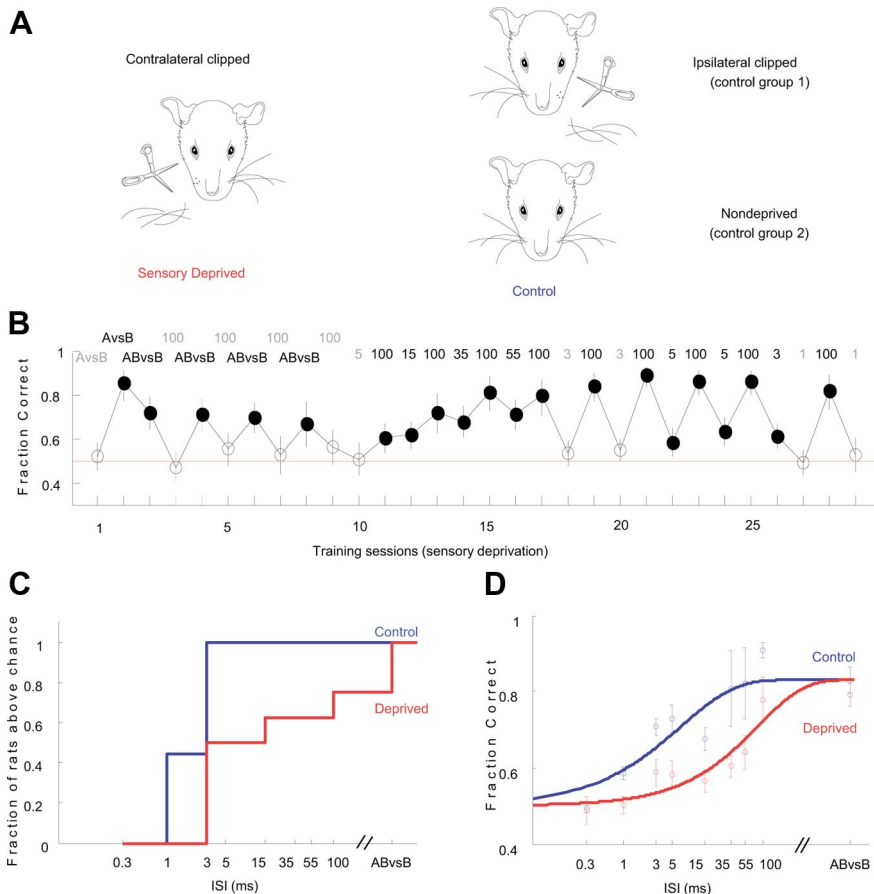 A
Contralateral clipped
Ipsilateral clipped
(control group 1)
Nondeprived
(control group 2)
Sensory Deprived
Control
B
AvsB 100 100 100 100
AvsB ABvsB ABvsB ABvsB ABvsB 5 100 15 100 35 100 55 100 3 100 3 100 5 100 5 100 3 1 100 1
Fraction Correct
1
0.8
0.6
0.4
1 5 10 15 20 25
Training sessions (sensory deprivation)
C
Fraction of rats above chance
1
0.8
0.6
0.4
0.2
0
Control
Deprived
0.3 1 3 5 15 35 55 100 ABvsB
ISI (ms)
D
Fraction Correct
1
0.8
0.6
0.4
Control
Deprived
0.3 1 3 5 15 35 55 100 ABvsB
ISI (ms)